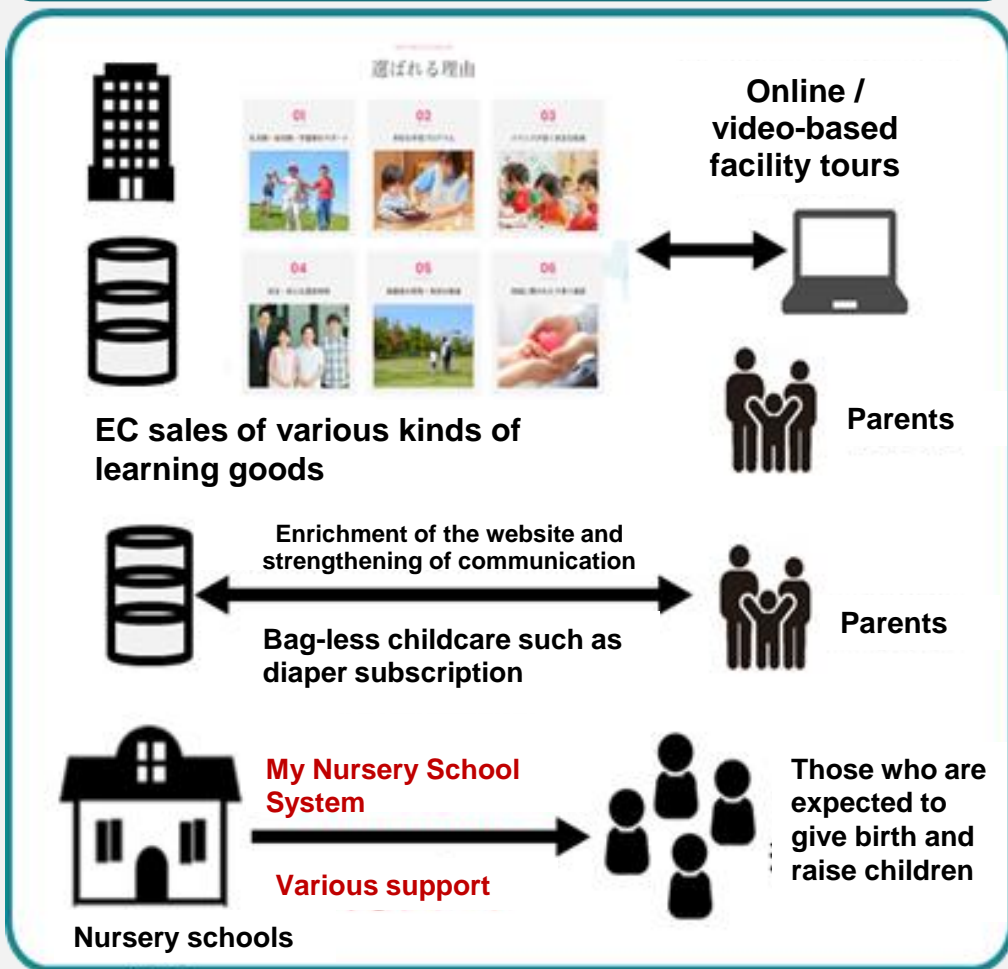 選ばれる理由
01
02
03
04
05
06
Online /
video-based
facility tours
EC sales of various kinds of
learning goods
Parents
Enrichment of the website and
strengthening of communication
Bag-less childcare such as
diaper subscription
Parents
My Nursery School
System
Various support
Nursery schools
Those who are
expected to
give birth and
raise children